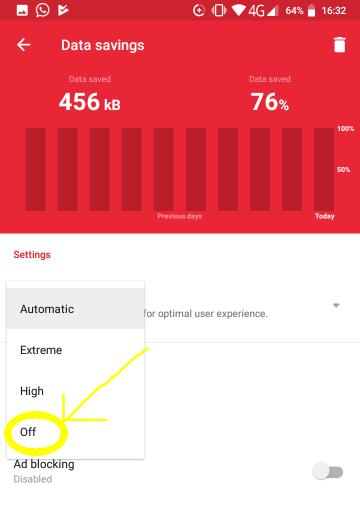 4G 64% 16:32
Data savings
Data saved Data saved
456 kB 76%
100%
50%
Previous days Today
Settings
Automatic
for optimal user experience.
Extreme
High
Off
Ad blocking
Disabled